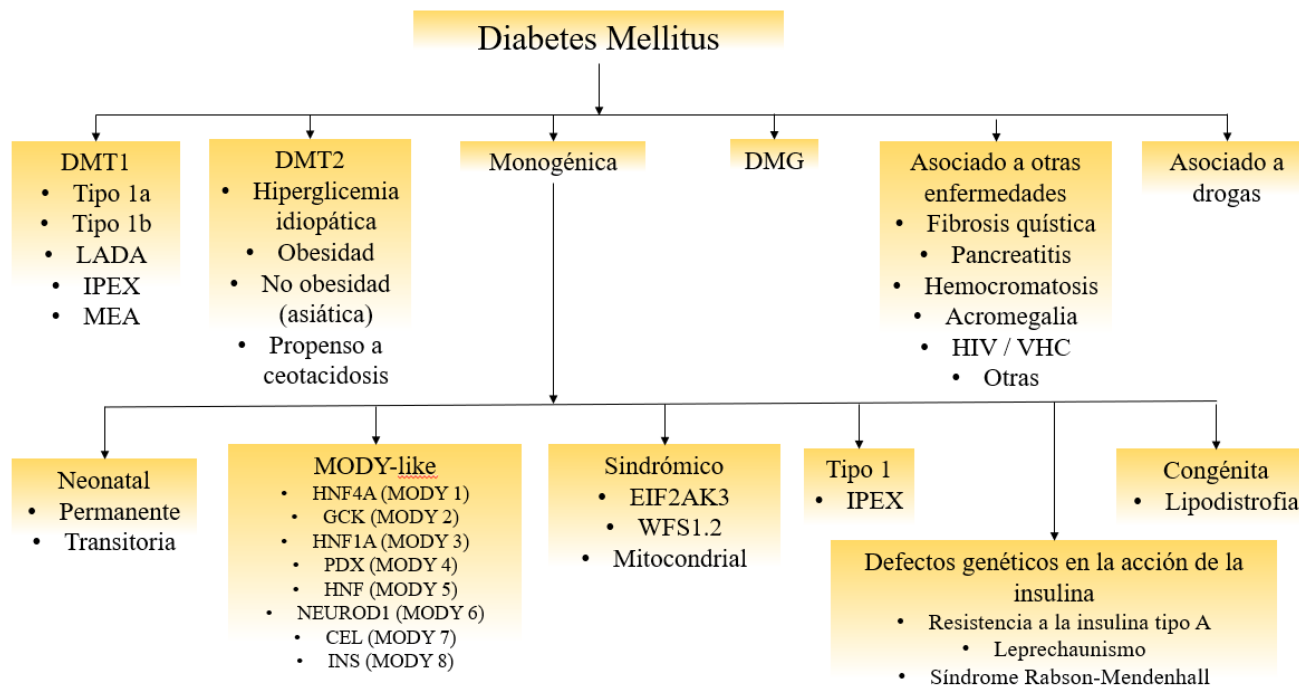 Diabetes Mellitus
DMT1
• Tipo 1a
• Tipo 1b
• LADA
• IPEX
• MEA
DMT2
• Hiperglicemia
idiopática
• Obesidad
• No obesidad
(asiática)
• Propenso a
ceotacidosis
Monogénica
DMG
Asociado a otras
enfermedades
• Fibrosis quística
• Pancreatitis
• Hemocromatosis
• Acromegalia
• HIV / VHC
• Otras
Asociado a
drogas
Neonatal
• Permanente
• Transitoria
MODY-like
• HNF4A (MODY 1)
• GCK (MODY 2)
• HNF1A (MODY 3)
• PDX (MODY 4)
• HNF (MODY 5)
• NEUROD1 (MODY 6)
• CEL (MODY 7)
• INS (MODY 8)
Sindrómico
• EIF2AK3
• WFS1.2
• Mitocondrial
Tipo 1
• IPEX
Defectos genéticos en la acción de la
insulina
• Resistencia a la insulina tipo A
• Leprechaunismo
• Síndrome Rabson-Mendenhall
Congénita
• Lipodistrofia